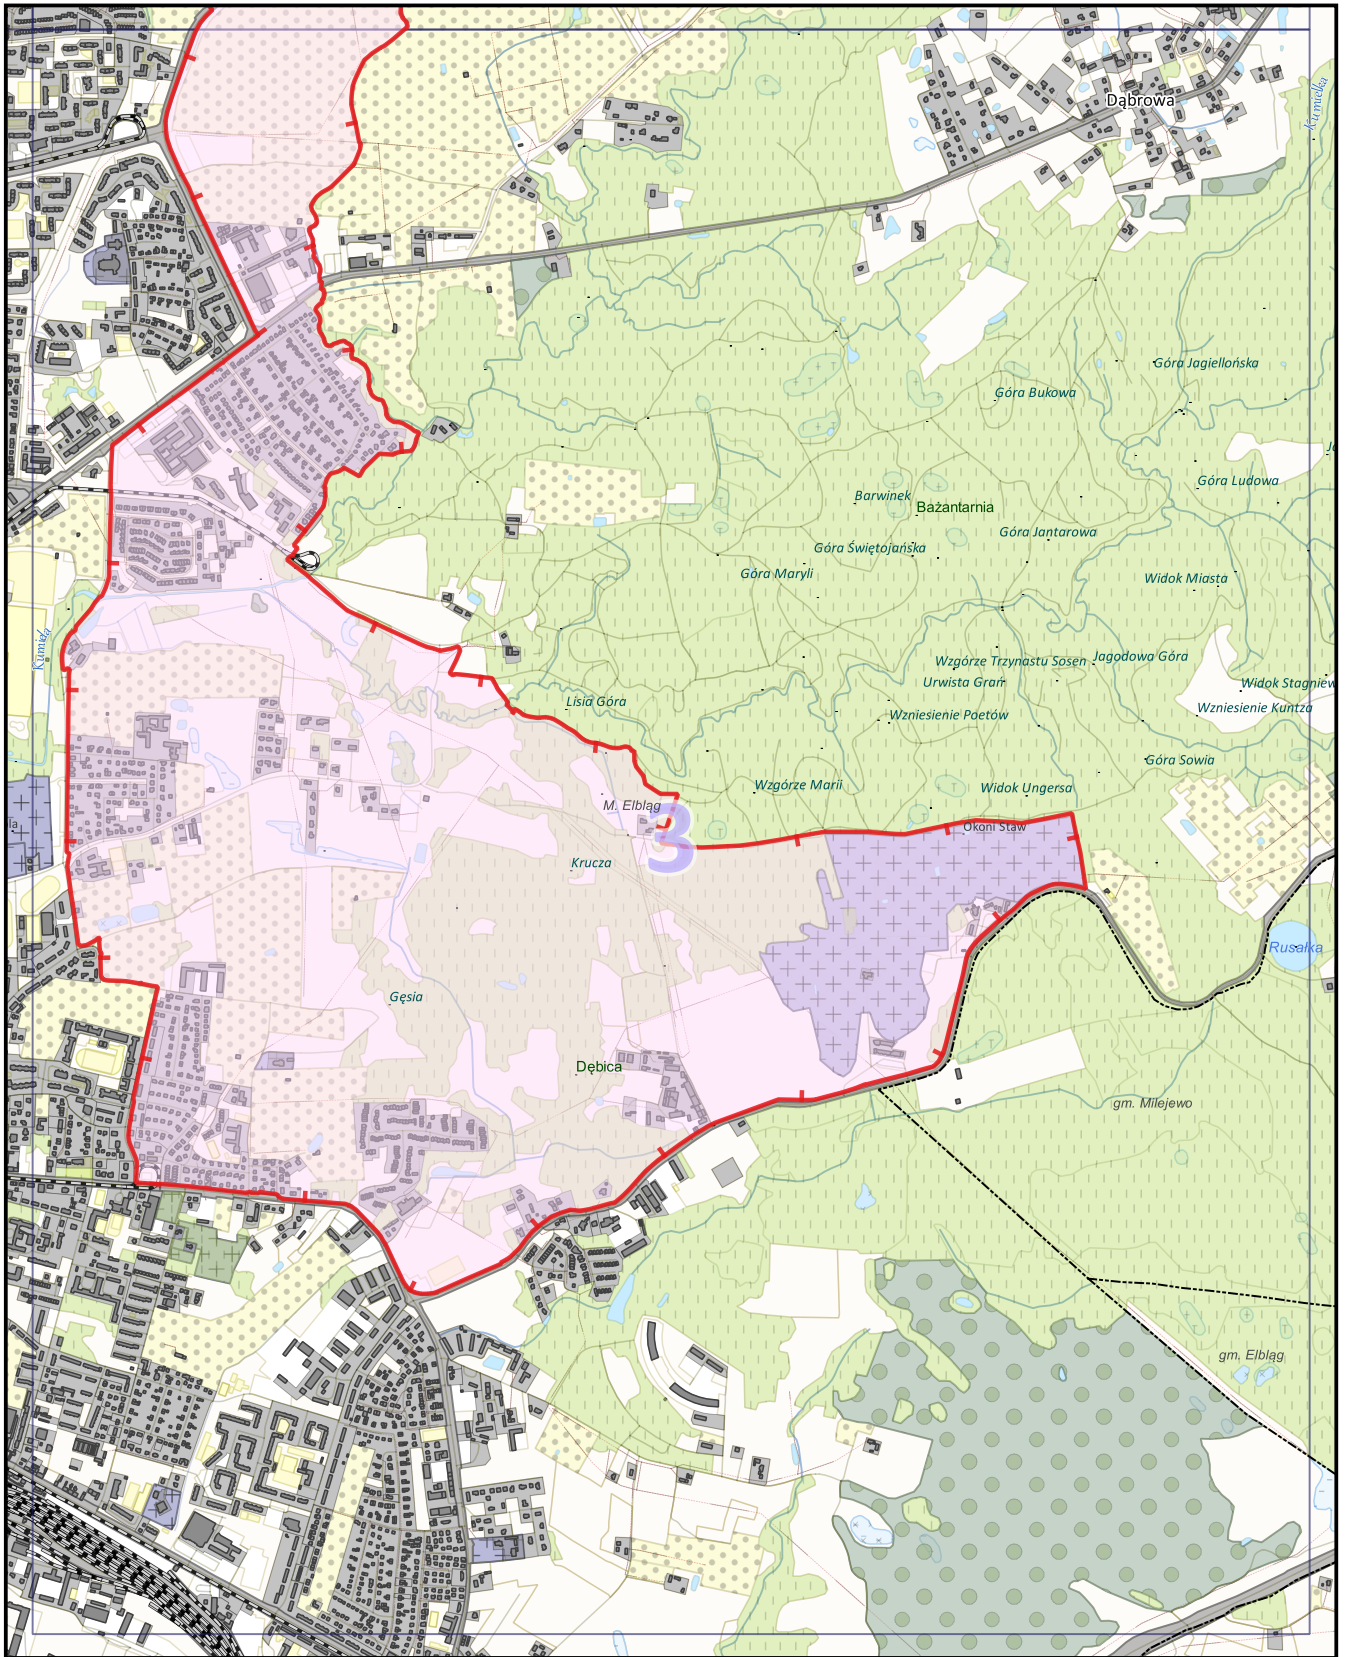 Dąbrowa
Kumielka
Góra Jagiellońska
Góra Bukowa
Góra Ludowa
Barwinek
Bażantarnia
Góra Jantarowa
Góra Świętojańska
Góra Maryli
Widok Miasta
Kumiela
Wzgórze Trzynastu Sosen
Jagodowa Góra
Urwista Grań
Widok Stagniew
Lisia Góra
Wzniesienie Poetów
Wzniesienie Kuntza
Góra Sowia
Wzgórze Marii
Widok Ungersa
M. Elbląg
3
Okoni Staw
Krucza
Rusałka
Gęsia
Dębica
gm. Milejewo
gm. Elbląg